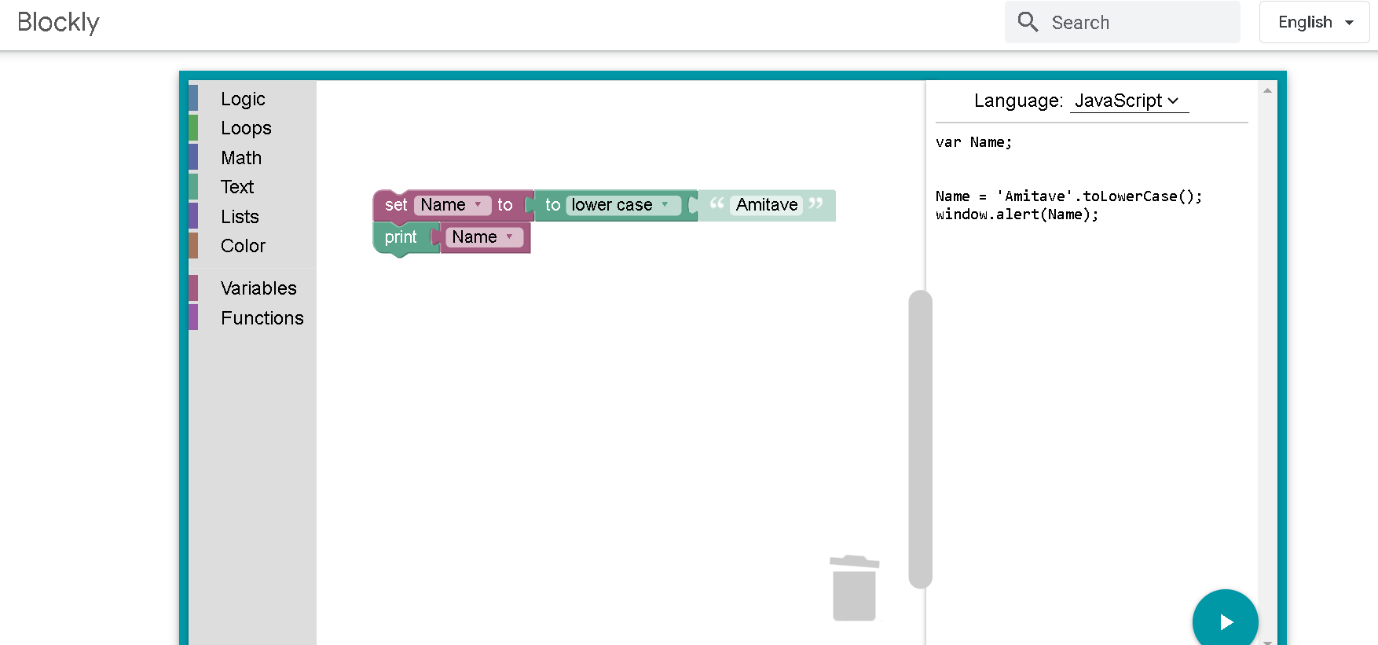 Blockly
Search
English
Logic
Loops
Math
Text
Lists
Color
Variables
Functions
set Name to to lower case “ Amitave ”
print Name
Language: JavaScript
var Name;
Name = 'Amitave'.toLowerCase();
window.alert(Name);